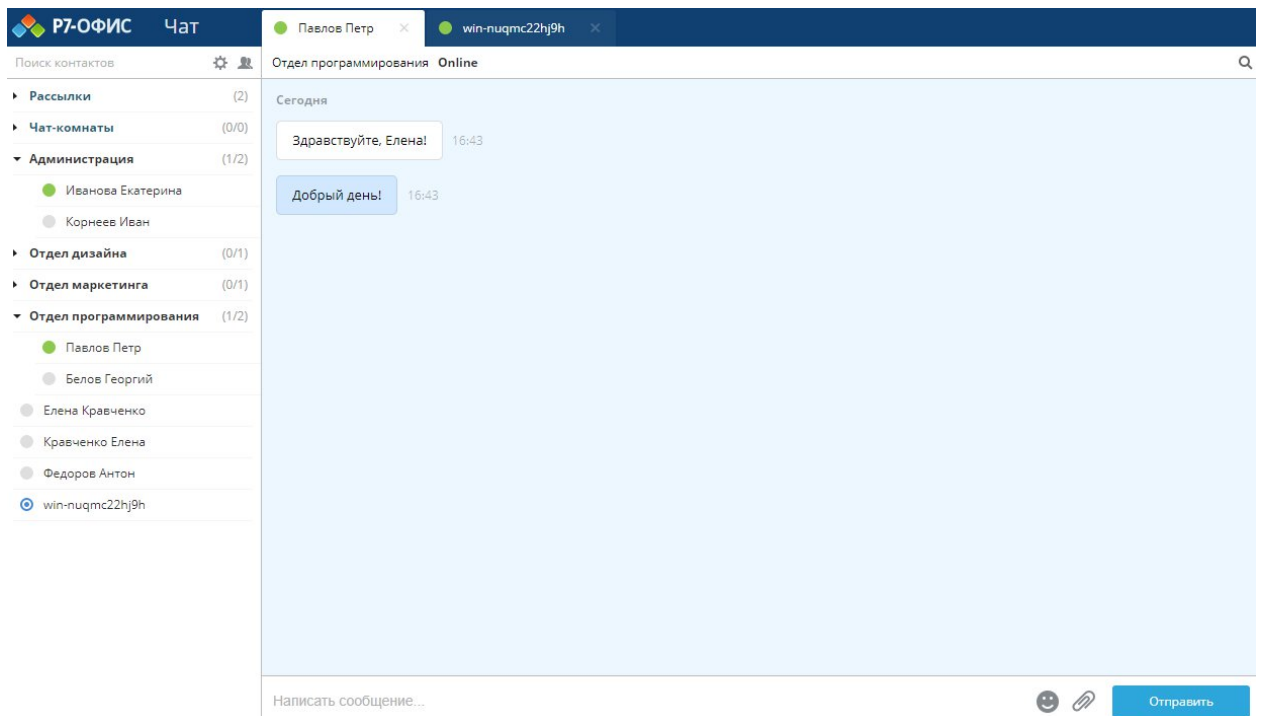 Р7-ОФИС Чат
Павлов Петр
win-nuqmc22hj9h
Поиск контактов
Отдел программирования Online
Рассылки (2)
Чат-комнаты (0/0)
Администрация (1/2)
Иванова Екатерина
Корнеев Иван
Отдел дизайна (0/1)
Отдел маркетинга (0/1)
Отдел программирования (1/2)
Павлов Петр
Белов Георгий
Елена Кравченко
Кравченко Елена
Федоров Антон
win-nuqmc22hj9h
Сегодня
Здравствуйте, Елена! 16:43
Добрый день! 16:43
Написать сообщение...
Отправить